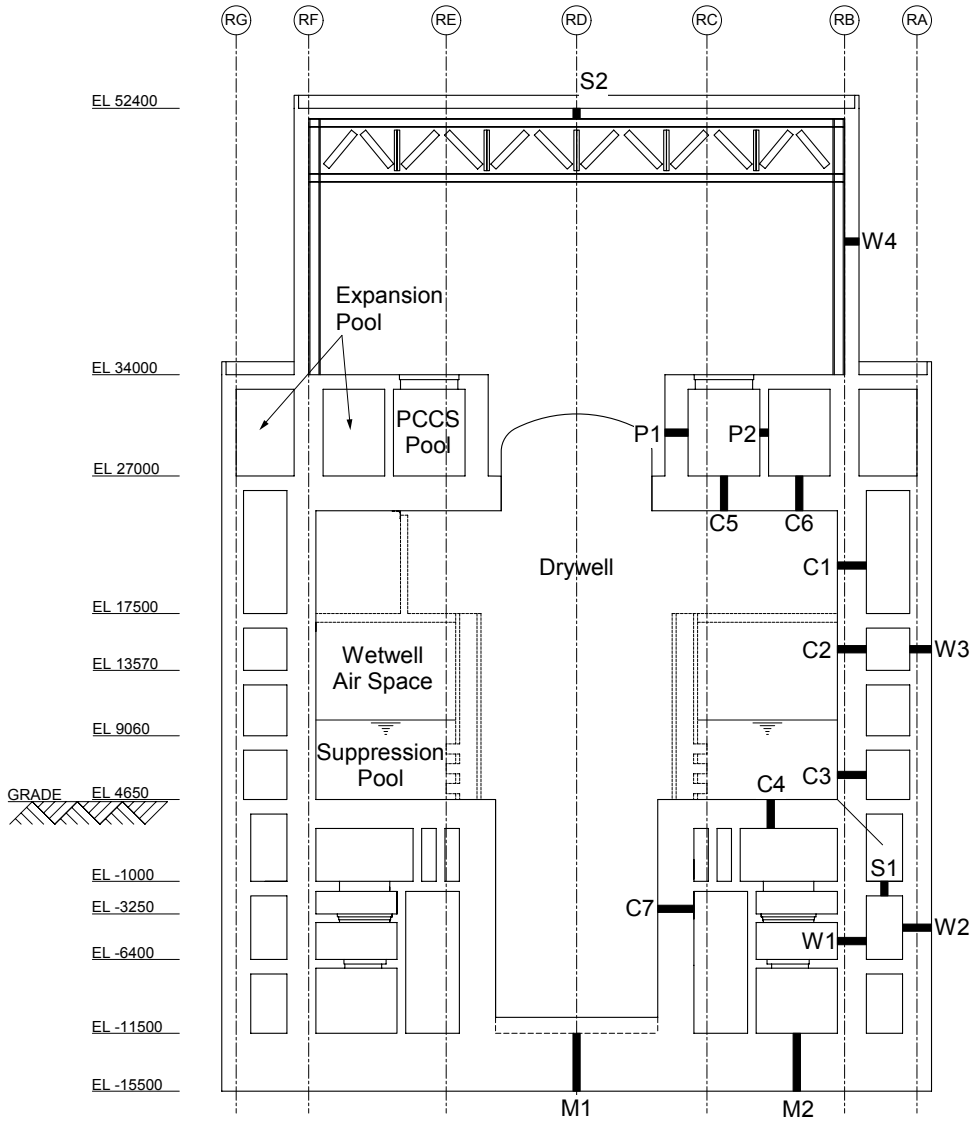 RG RF RE RD RC RB RA
S2
EL 52400
W4
Expansion
Pool
EL 34000
PCCS
Pool
P1 P2
EL 27000
C5 C6
Drywell
C1
EL 17500
Wetwell
Air Space
C2 W3
EL 13570
EL 9060
Suppression
Pool
C3
C4
GRADE
EL 4650
S1
EL -1000
C7
EL -3250
W1 W2
EL -6400
EL -11500
EL -15500
M1 M2